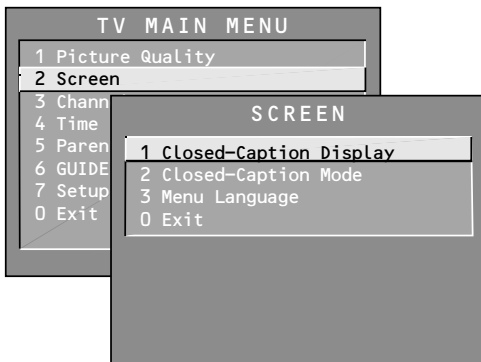 TV MAIN MENU
1 Picture Quality
2 Screen
3 Chann
4 Time
5 Paren
6 GUIDE
7 Setup
0 Exit
SCREEN
1 Closed-Caption Display
2 Closed-Caption Mode
3 Menu Language
0 Exit